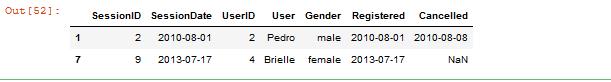 Out[52]:
SessionID SessionDate UserID User Gender Registered Cancelled
1 2 2010-08-01 2 Pedro male 2010-08-01 2010-08-08
7 9 2013-07-17 4 Brielle female 2013-07-17 NaN